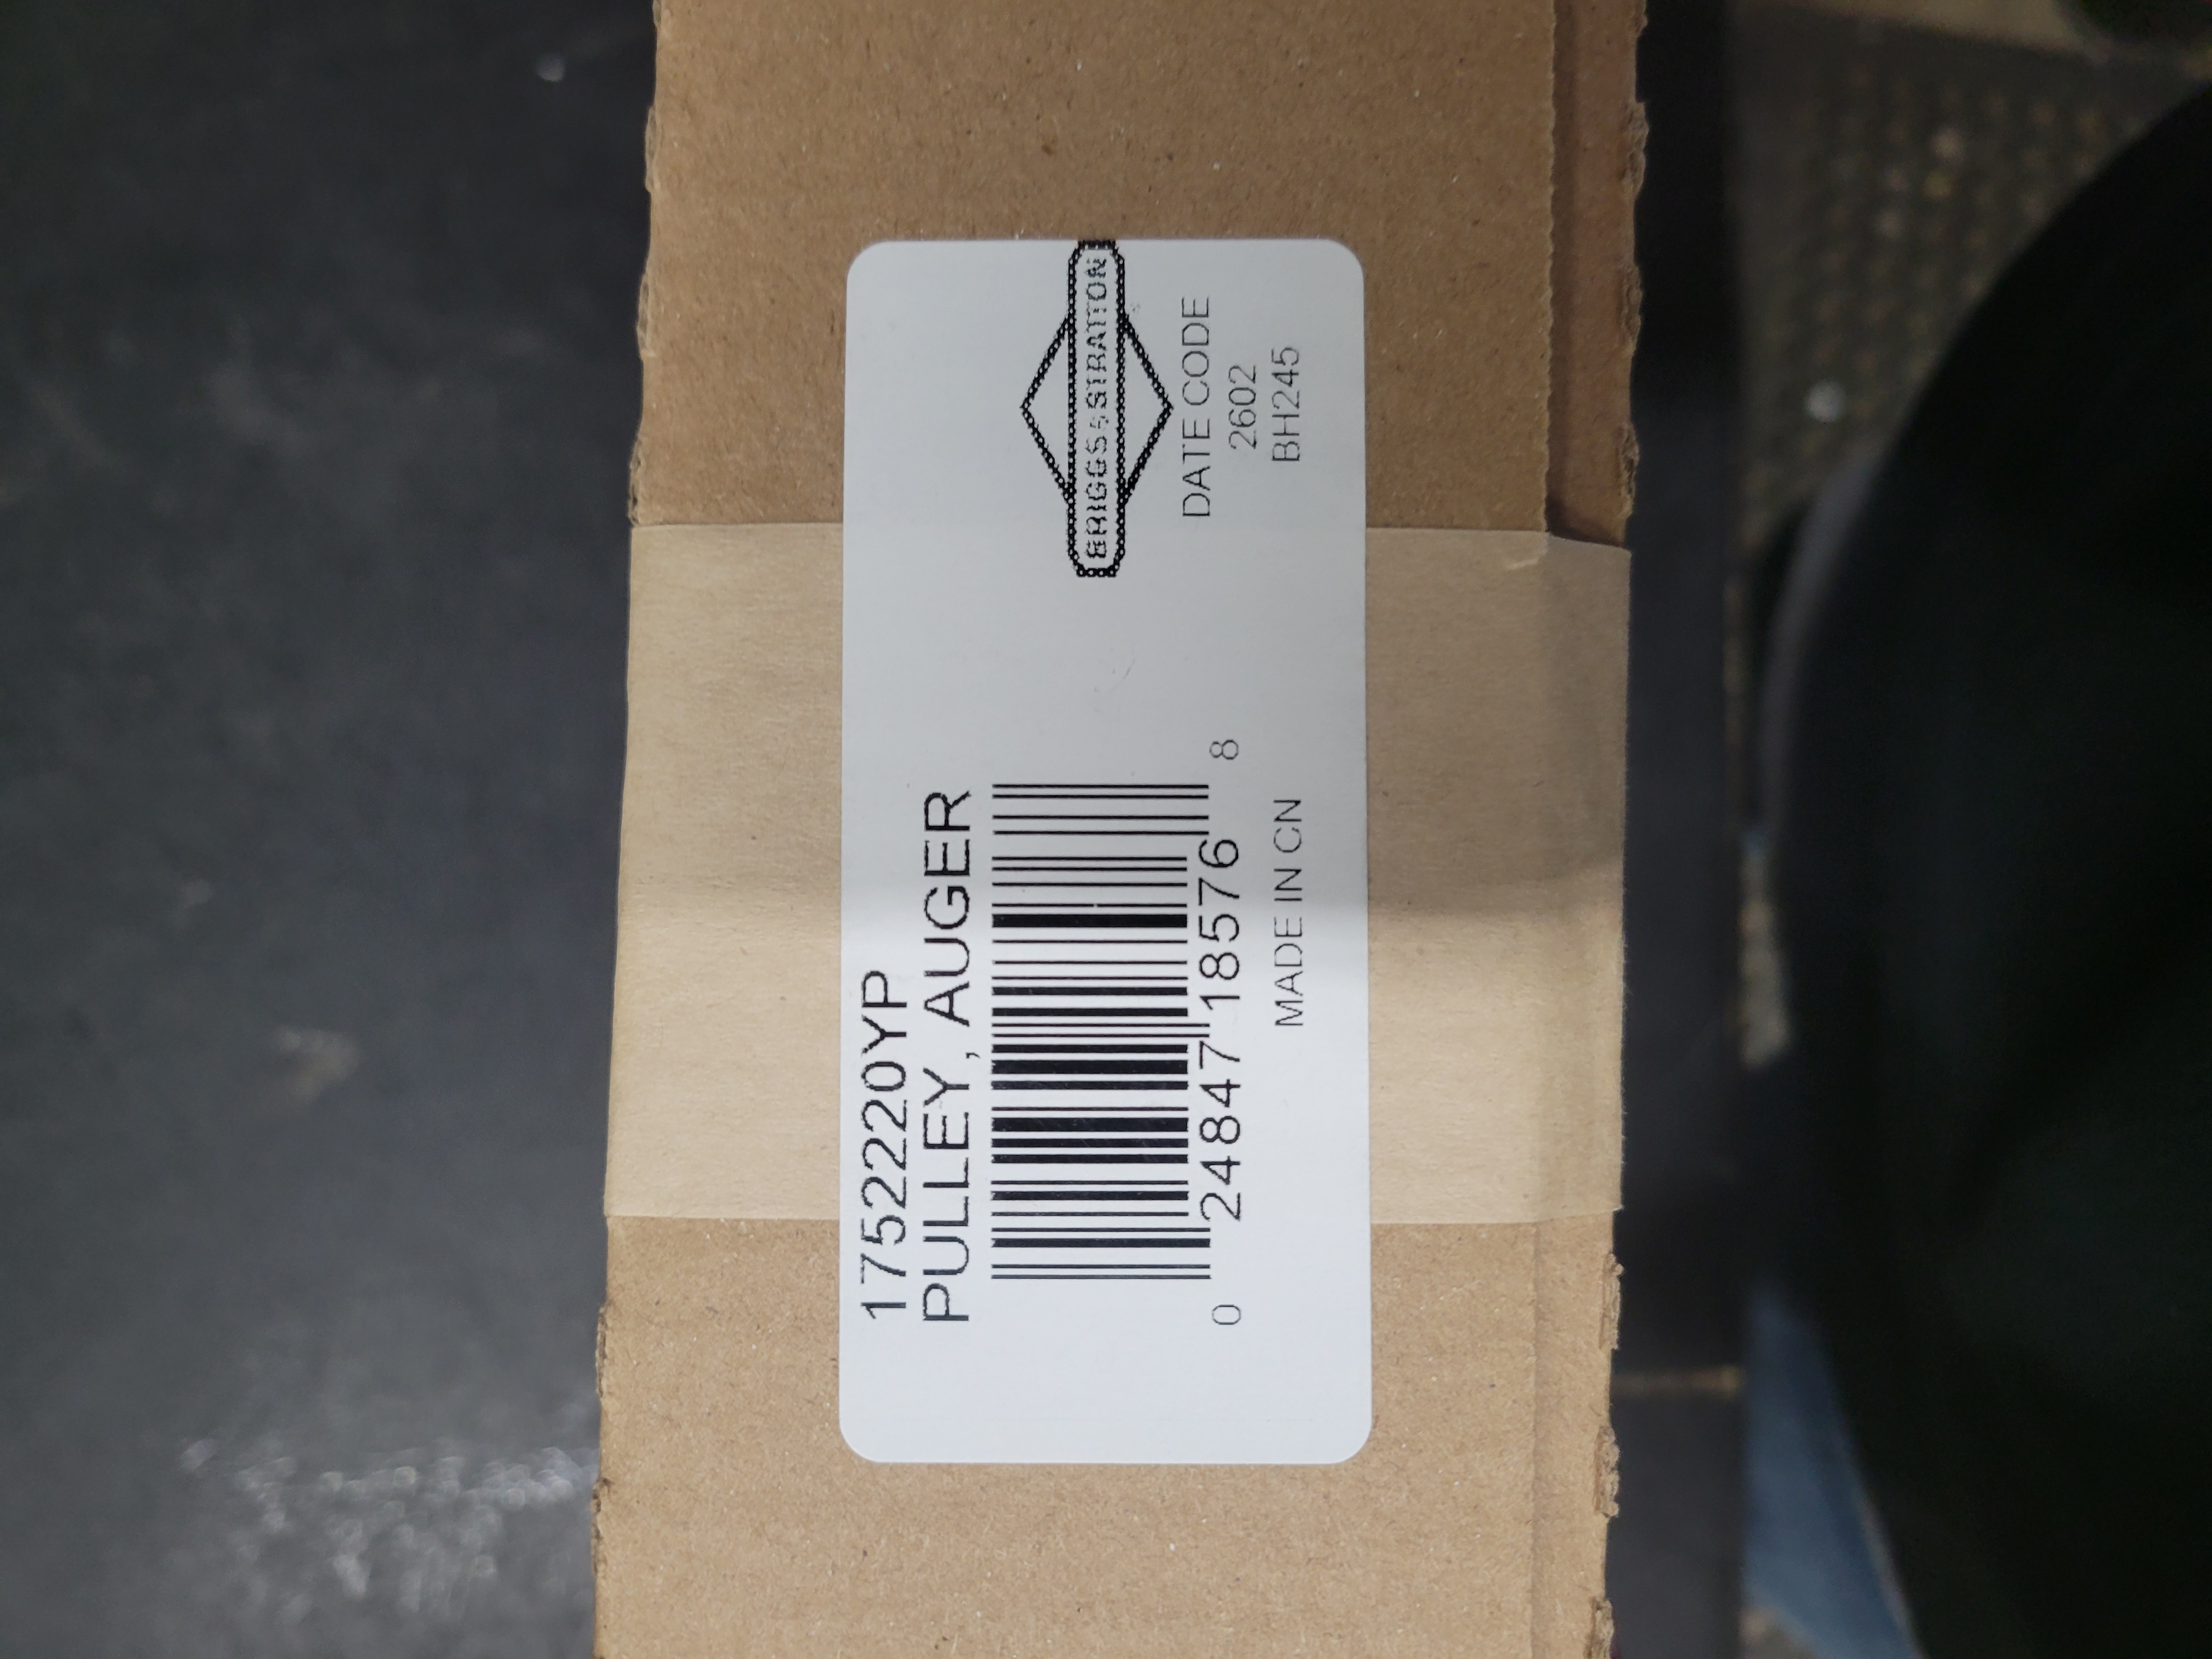 1752220YP
PULLEY, AUGER
0 24847 18576 8
MADE IN CN
BRIGGS & STRATTON
DATE CODE
2602
BH245